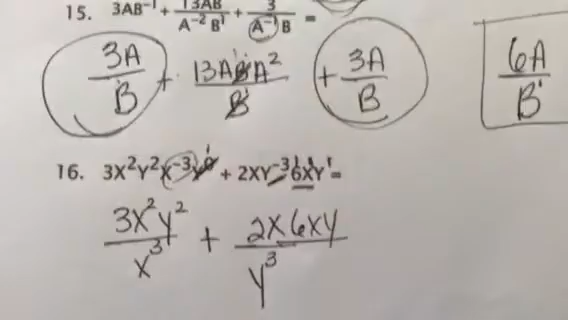 15. 3AB⁻¹ + 13AB/A⁻²B¹ + 3/A⁻¹B =
3A/B + 13ABA²/B + 3A/B 6A/B
16. 3X²Y²X⁻³Y⁰ + 2XY⁻³6XY¹=
3X²Y²/X³ + 2X6XY/Y³